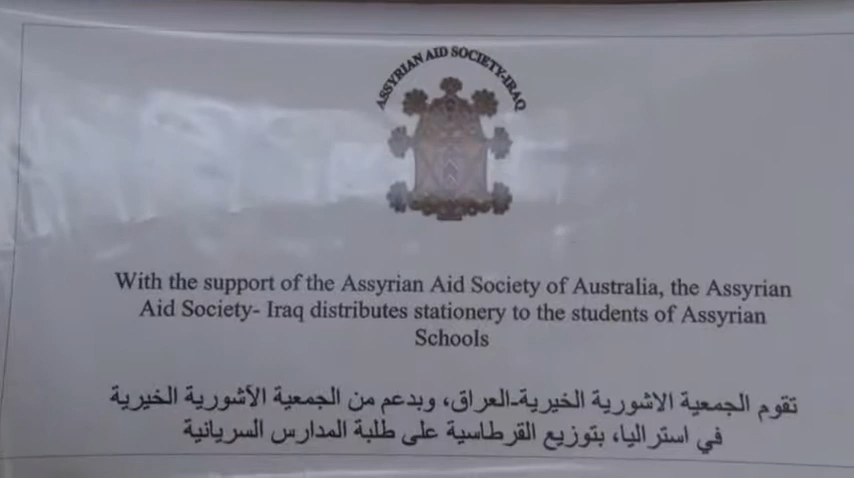 ASSYRIAN AID SOCIETY-IRAQ
With the support of the Assyrian Aid Society of Australia, the Assyrian
Aid Society- Iraq distributes stationery to the students of Assyrian
Schools
تقوم الجمعية الاشورية الخيرية-العراق، وبدعم من الجمعية الآشورية الخيرية
في استراليا، بتوزيع القرطاسية على طلبة المدارس السريانية